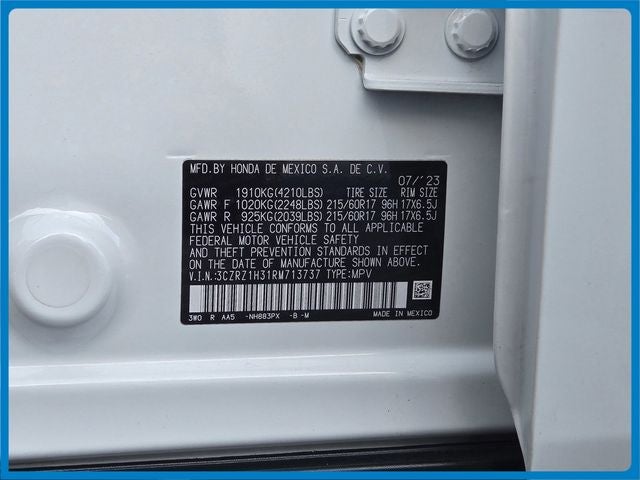 MFD.BY HONDA DE MEXICO S.A. DE C.V.
07/´23
GVWR 1910KG(4210LBS) TIRE SIZE RIM SIZE
GAWR F 1020KG(2248LBS) 215/60R17 96H 17X6.5J
GAWR R 925KG(2039LBS) 215/60R17 96H 17X6.5J
THIS VEHICLE CONFORMS TO ALL APPLICABLE
FEDERAL MOTOR VEHICLE SAFETY
AND THEFT PREVENTION STANDARDS IN EFFECT
ON THE DATE OF MANUFACTURE SHOWN ABOVE.
V.I.N.:3CZRZ1H31RM713737 TYPE:MPV
3W0 R AA5 -NH883PX -B -M MADE IN MEXICO